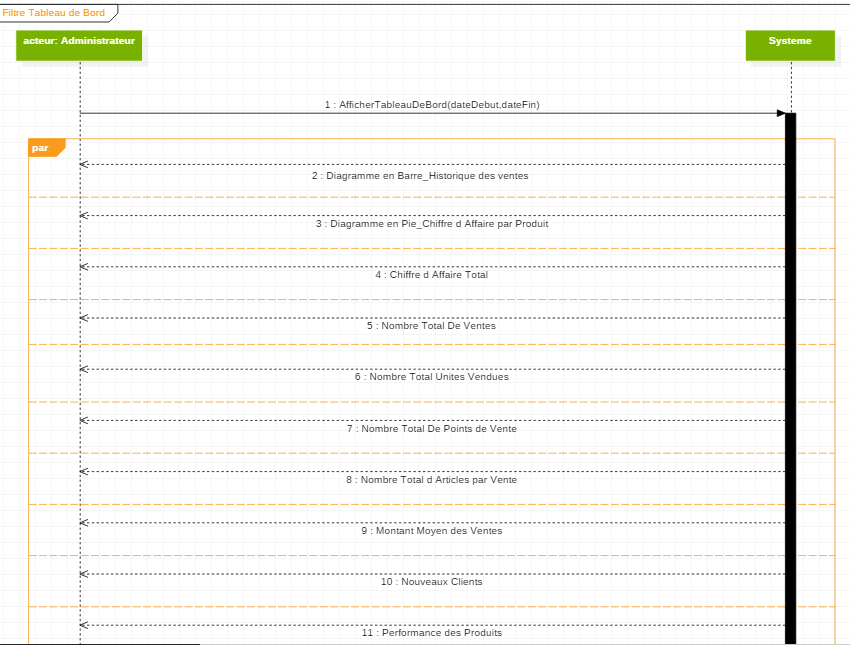 Filtre Tableau de Bord
acteur: Administrateur
Systeme
1 : AfficherTableauDeBord(dateDebut,dateFin)
par
2 : Diagramme en Barre_Historique des ventes
3 : Diagramme en Pie_Chiffre d Affaire par Produit
4 : Chiffre d Affaire Total
5 : Nombre Total De Ventes
6 : Nombre Total Unites Vendues
7 : Nombre Total De Points de Vente
8 : Nombre Total d Articles par Vente
9 : Montant Moyen des Ventes
10 : Nouveaux Clients
11 : Performance des Produits